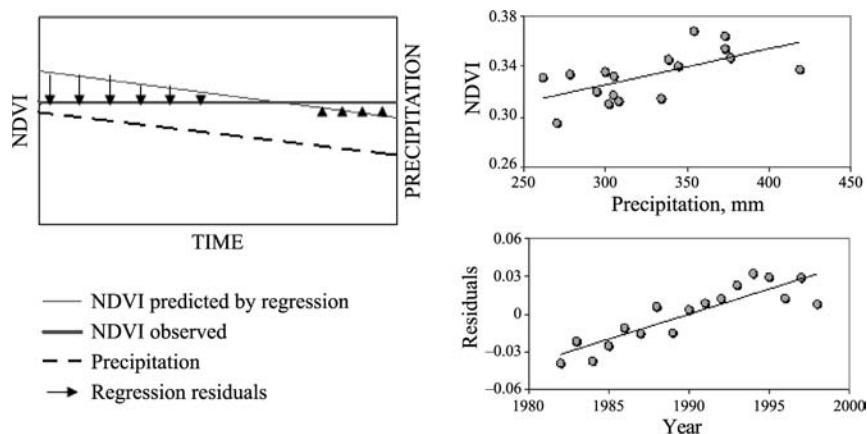 NDVI
PRECIPITATION
TIME
NDVI predicted by regression
NDVI observed
Precipitation
Regression residuals
0.38
0.34
0.30
0.26
NDVI
250 300 350 400 450
Precipitation, mm
0.06
0.03
0
−0.03
−0.06
Residuals
1980 1985 1990 1995 2000
Year